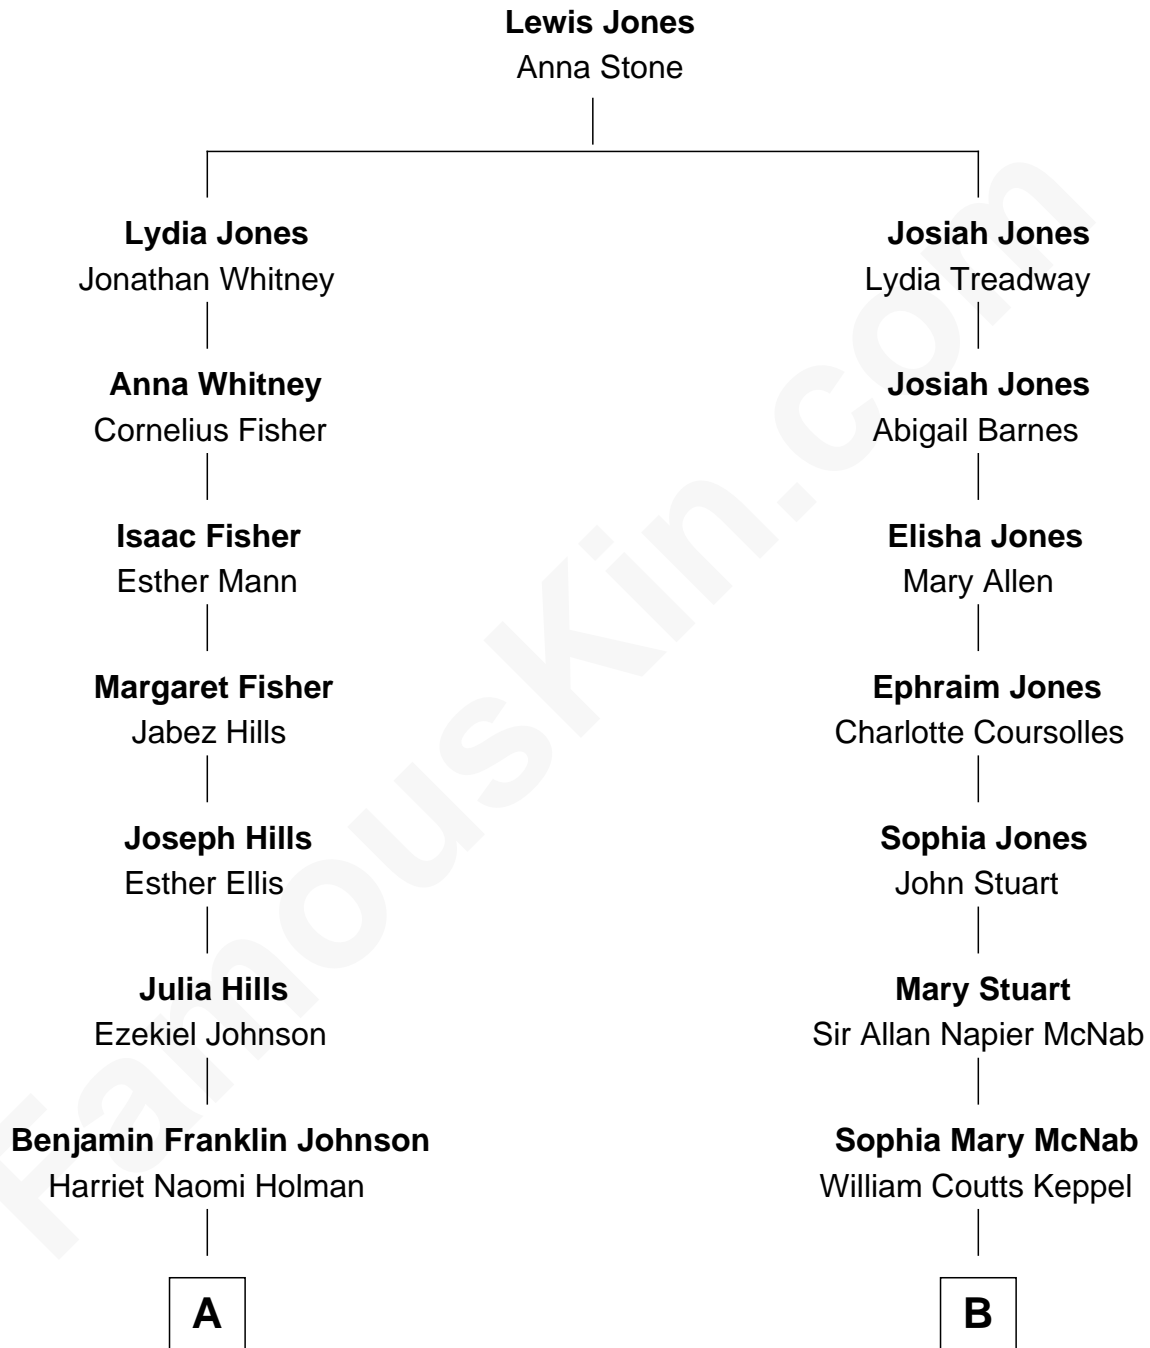 Lewis Jones
Anna Stone
Lydia Jones
Jonathan Whitney
Josiah Jones
Lydia Treadway
Anna Whitney
Cornelius Fisher
Josiah Jones
Abigail Barnes
Isaac Fisher
Esther Mann
Elisha Jones
Mary Allen
Margaret Fisher
Jabez Hills
Ephraim Jones
Charlotte Coursolles
Joseph Hills
Esther Ellis
Sophia Jones
John Stuart
Julia Hills
Ezekiel Johnson
Mary Stuart
Sir Allan Napier McNab
Benjamin Franklin Johnson
Harriet Naomi Holman
Sophia Mary McNab
William Coutts Keppel
A
B
FamousKin.com